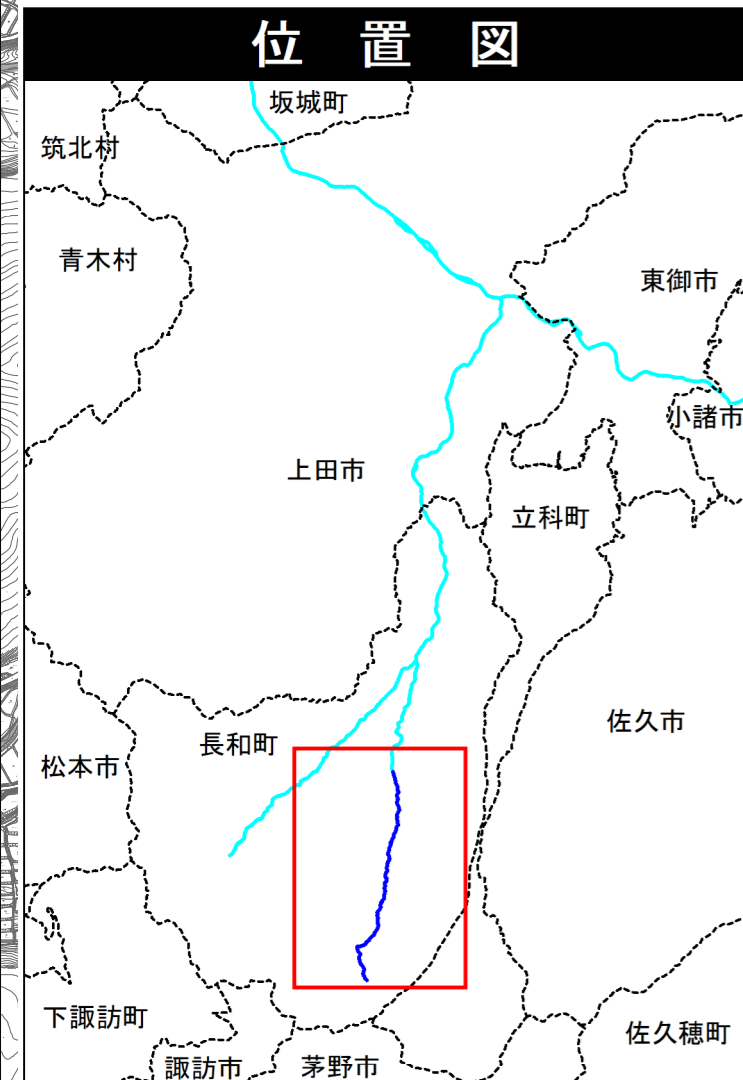 位 置 図
坂城町
筑北村
青木村
東御市
小諸市
上田市
立科町
佐久市
長和町
松本市
下諏訪町
佐久穂町
諏訪市
茅野市